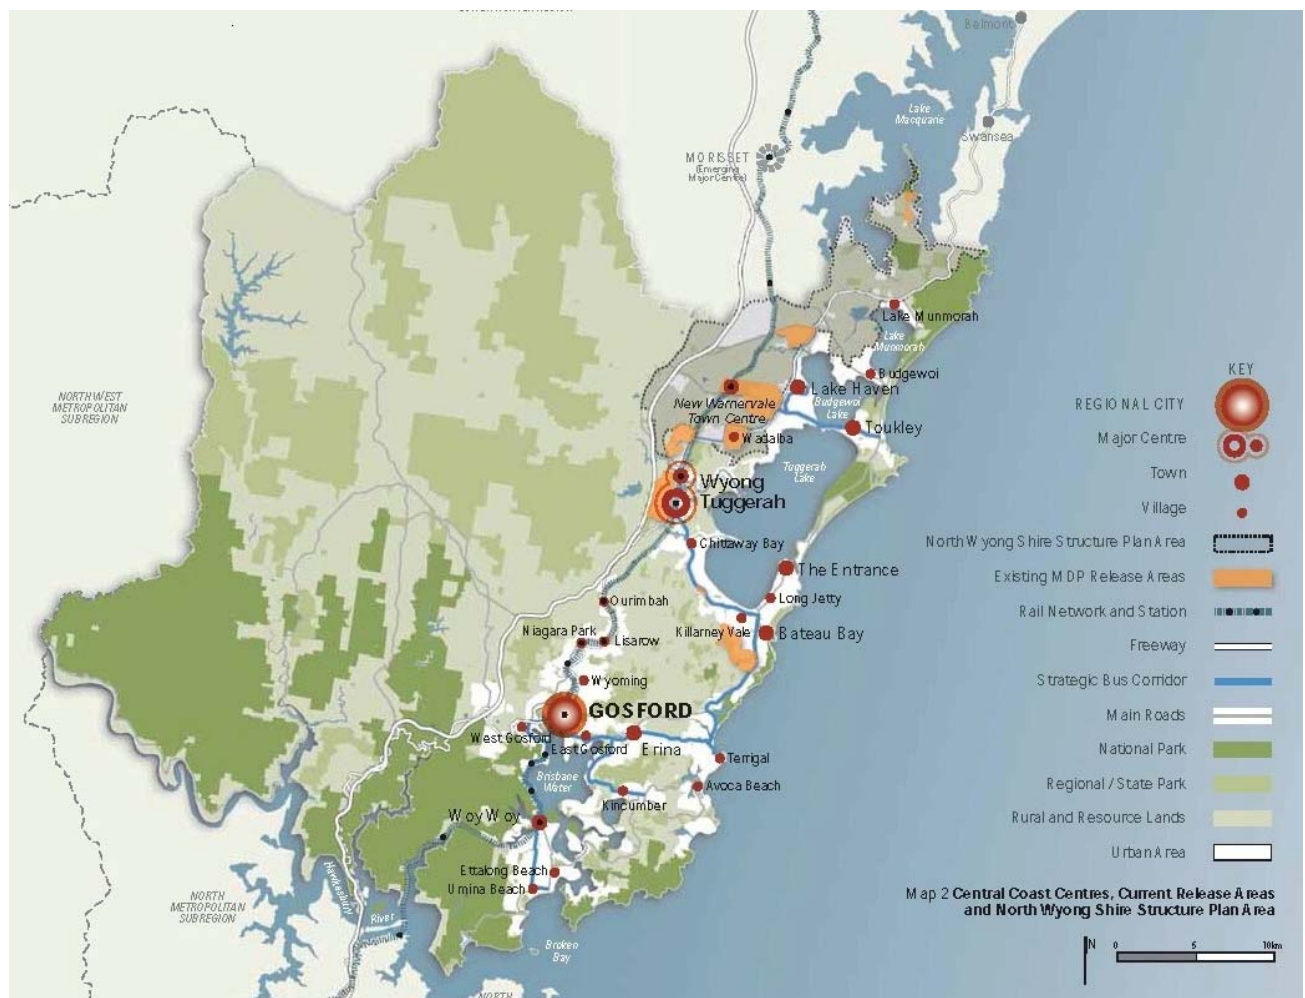 Belmont
Lake
Macquarie
Swansea
MORISSET
(Emerging
Major Centre)
Lake Munmorah
Lake
Munmorah
Budgewoi
Lake Haven
New Warnervale
Town Centre
Budgewoi
Lake
Toukley
Wadalba
NORTH WEST
METROPOLITAN
SUBREGION
Tuggerah
Lake
Wyong
Tuggerah
Chittaway Bay
The Entrance
Long Jetty
Ourimbah
Niagara Park
Lisarow
Killarney Vale
Bateau Bay
Wyoming
GOSFORD
West Gosford
East Gosford
Erina
Terrigal
Brisbane
Water
Avoca Beach
Kincumber
Woy Woy
Ettalong Beach
Umina Beach
Hawkesbury
River
NORTH
METROPOLITAN
SUBREGION
Broken
Bay
NORTH
KEY
REGIONAL CITY
Major Centre
Town
Village
North Wyong Shire Structure Plan Area
Existing MDP Release Areas
Rail Network and Station
Freeway
Strategic Bus Corridor
Main Roads
National Park
Regional / State Park
Rural and Resource Lands
Urban Area
Map 2 Central Coast Centres, Current Release Areas
and North Wyong Shire Structure Plan Area
N
0 5 10km